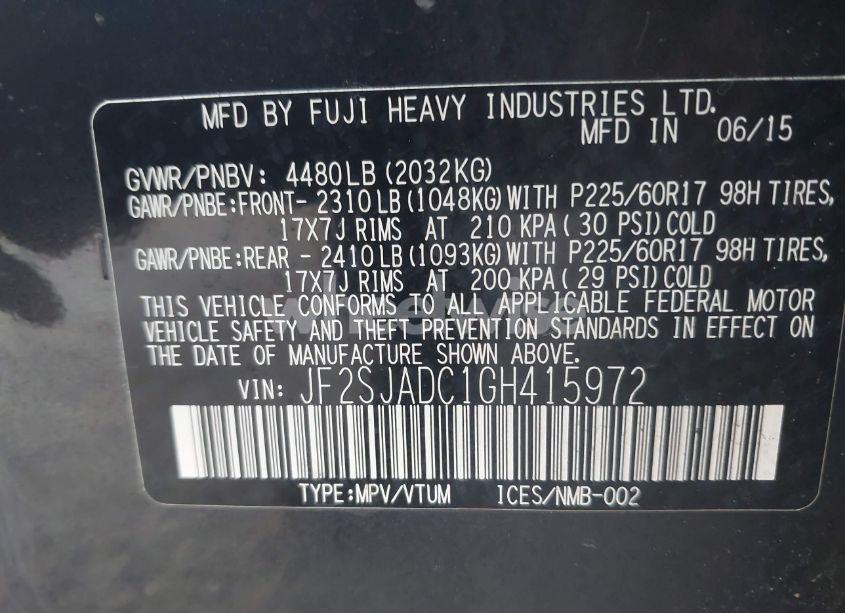 MFD BY FUJI HEAVY INDUSTRIES LTD.
MFD IN 06/15
GVWR/PNBV: 4480LB (2032KG)
GAWR/PNBE:FRONT- 2310LB (1048KG) WITH P225/60R17 98H TIRES,
17X7J RIMS AT 210 KPA( 30 PSI) COLD
GAWR/PNBE:REAR - 2410LB (1093KG) WITH P225/60R17 98H TIRES,
17X7J RIMS AT 200 KPA( 29 PSI) COLD
THIS VEHICLE CONFORMS TO ALL APPLICABLE FEDERAL MOTOR
VEHICLE SAFETY AND THEFT PREVENTION STANDARDS IN EFFECT ON
THE DATE OF MANUFACTURE SHOWN ABOVE.
VIN: JF2SJADC1GH415972
TYPE:MPV/VTUM ICES/NMB-002